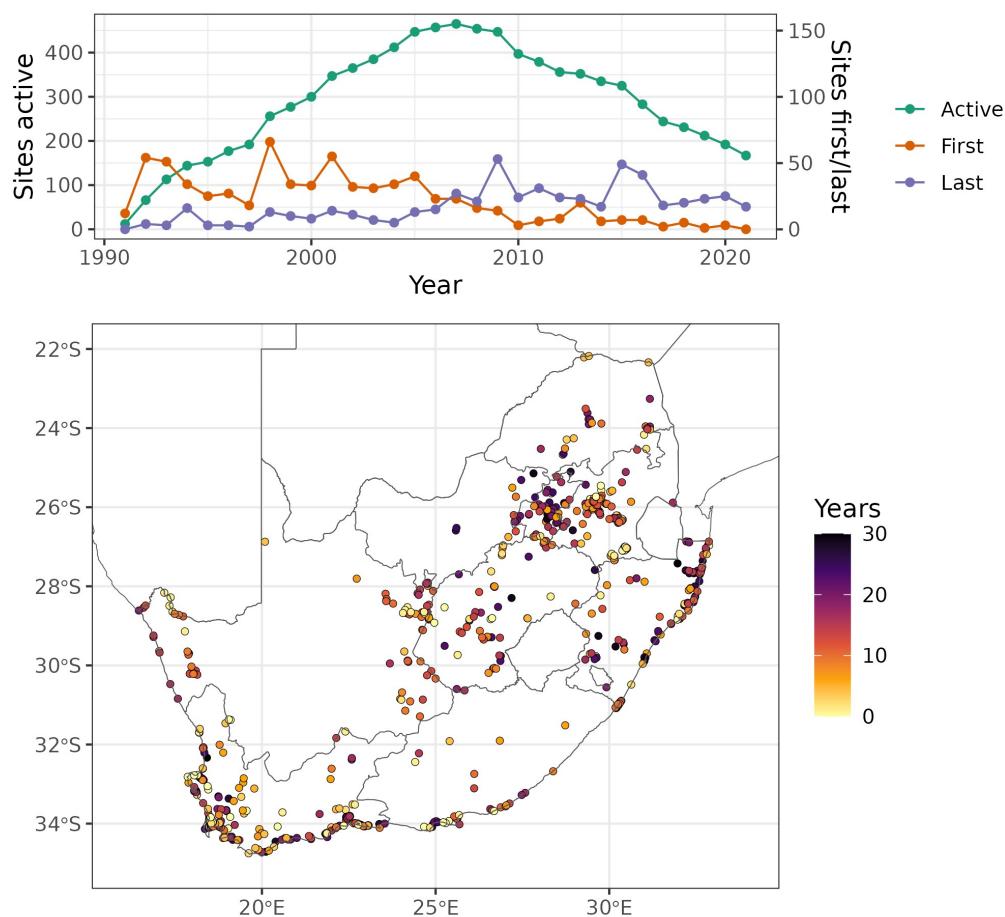 400
300
200
100
0
Sites active
150
100
50
0
Sites first/last
1990
2000
2010
2020
Year
Active
First
Last
22°S
24°S
26°S
28°S
30°S
32°S
34°S
20°E
25°E
30°E
Years
30
20
10
0